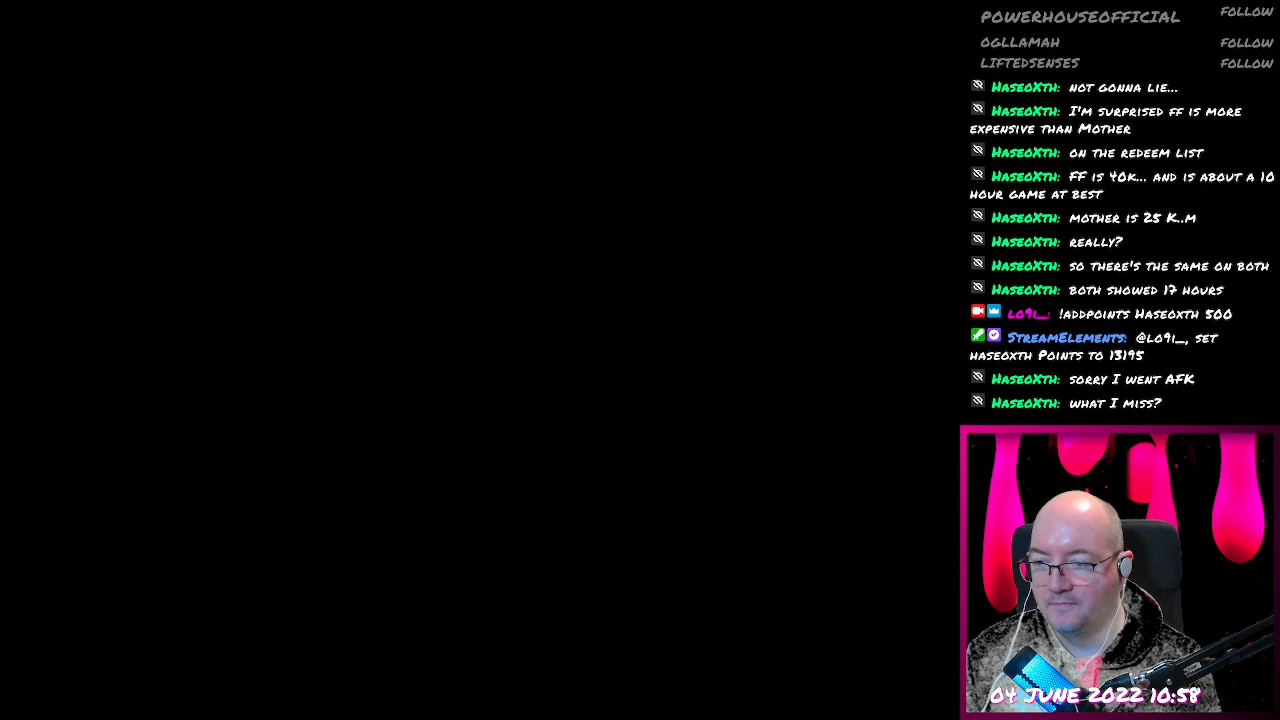 POWERHOUSEOFFICIAL FOLLOW
OGLLAMAH FOLLOW
LIFTEDSENSES FOLLOW
HaseoXth: not gonna lie...
HaseoXth: I'm surprised ff is more
expensive than Mother
HaseoXth: on the redeem list
HaseoXth: FF is 40k... and is about a 10
hour game at best
HaseoXth: mother is 25 K..m
HaseoXth: really?
HaseoXth: so there's the same on both
HaseoXth: both showed 17 hours
lo9i_: !addpoints Haseoxth 500
StreamElements: @lo9i_, set
haseoxth Points to 13195
HaseoXth: sorry I went AFK
HaseoXth: what I miss?
04 JUNE 2022 10:58